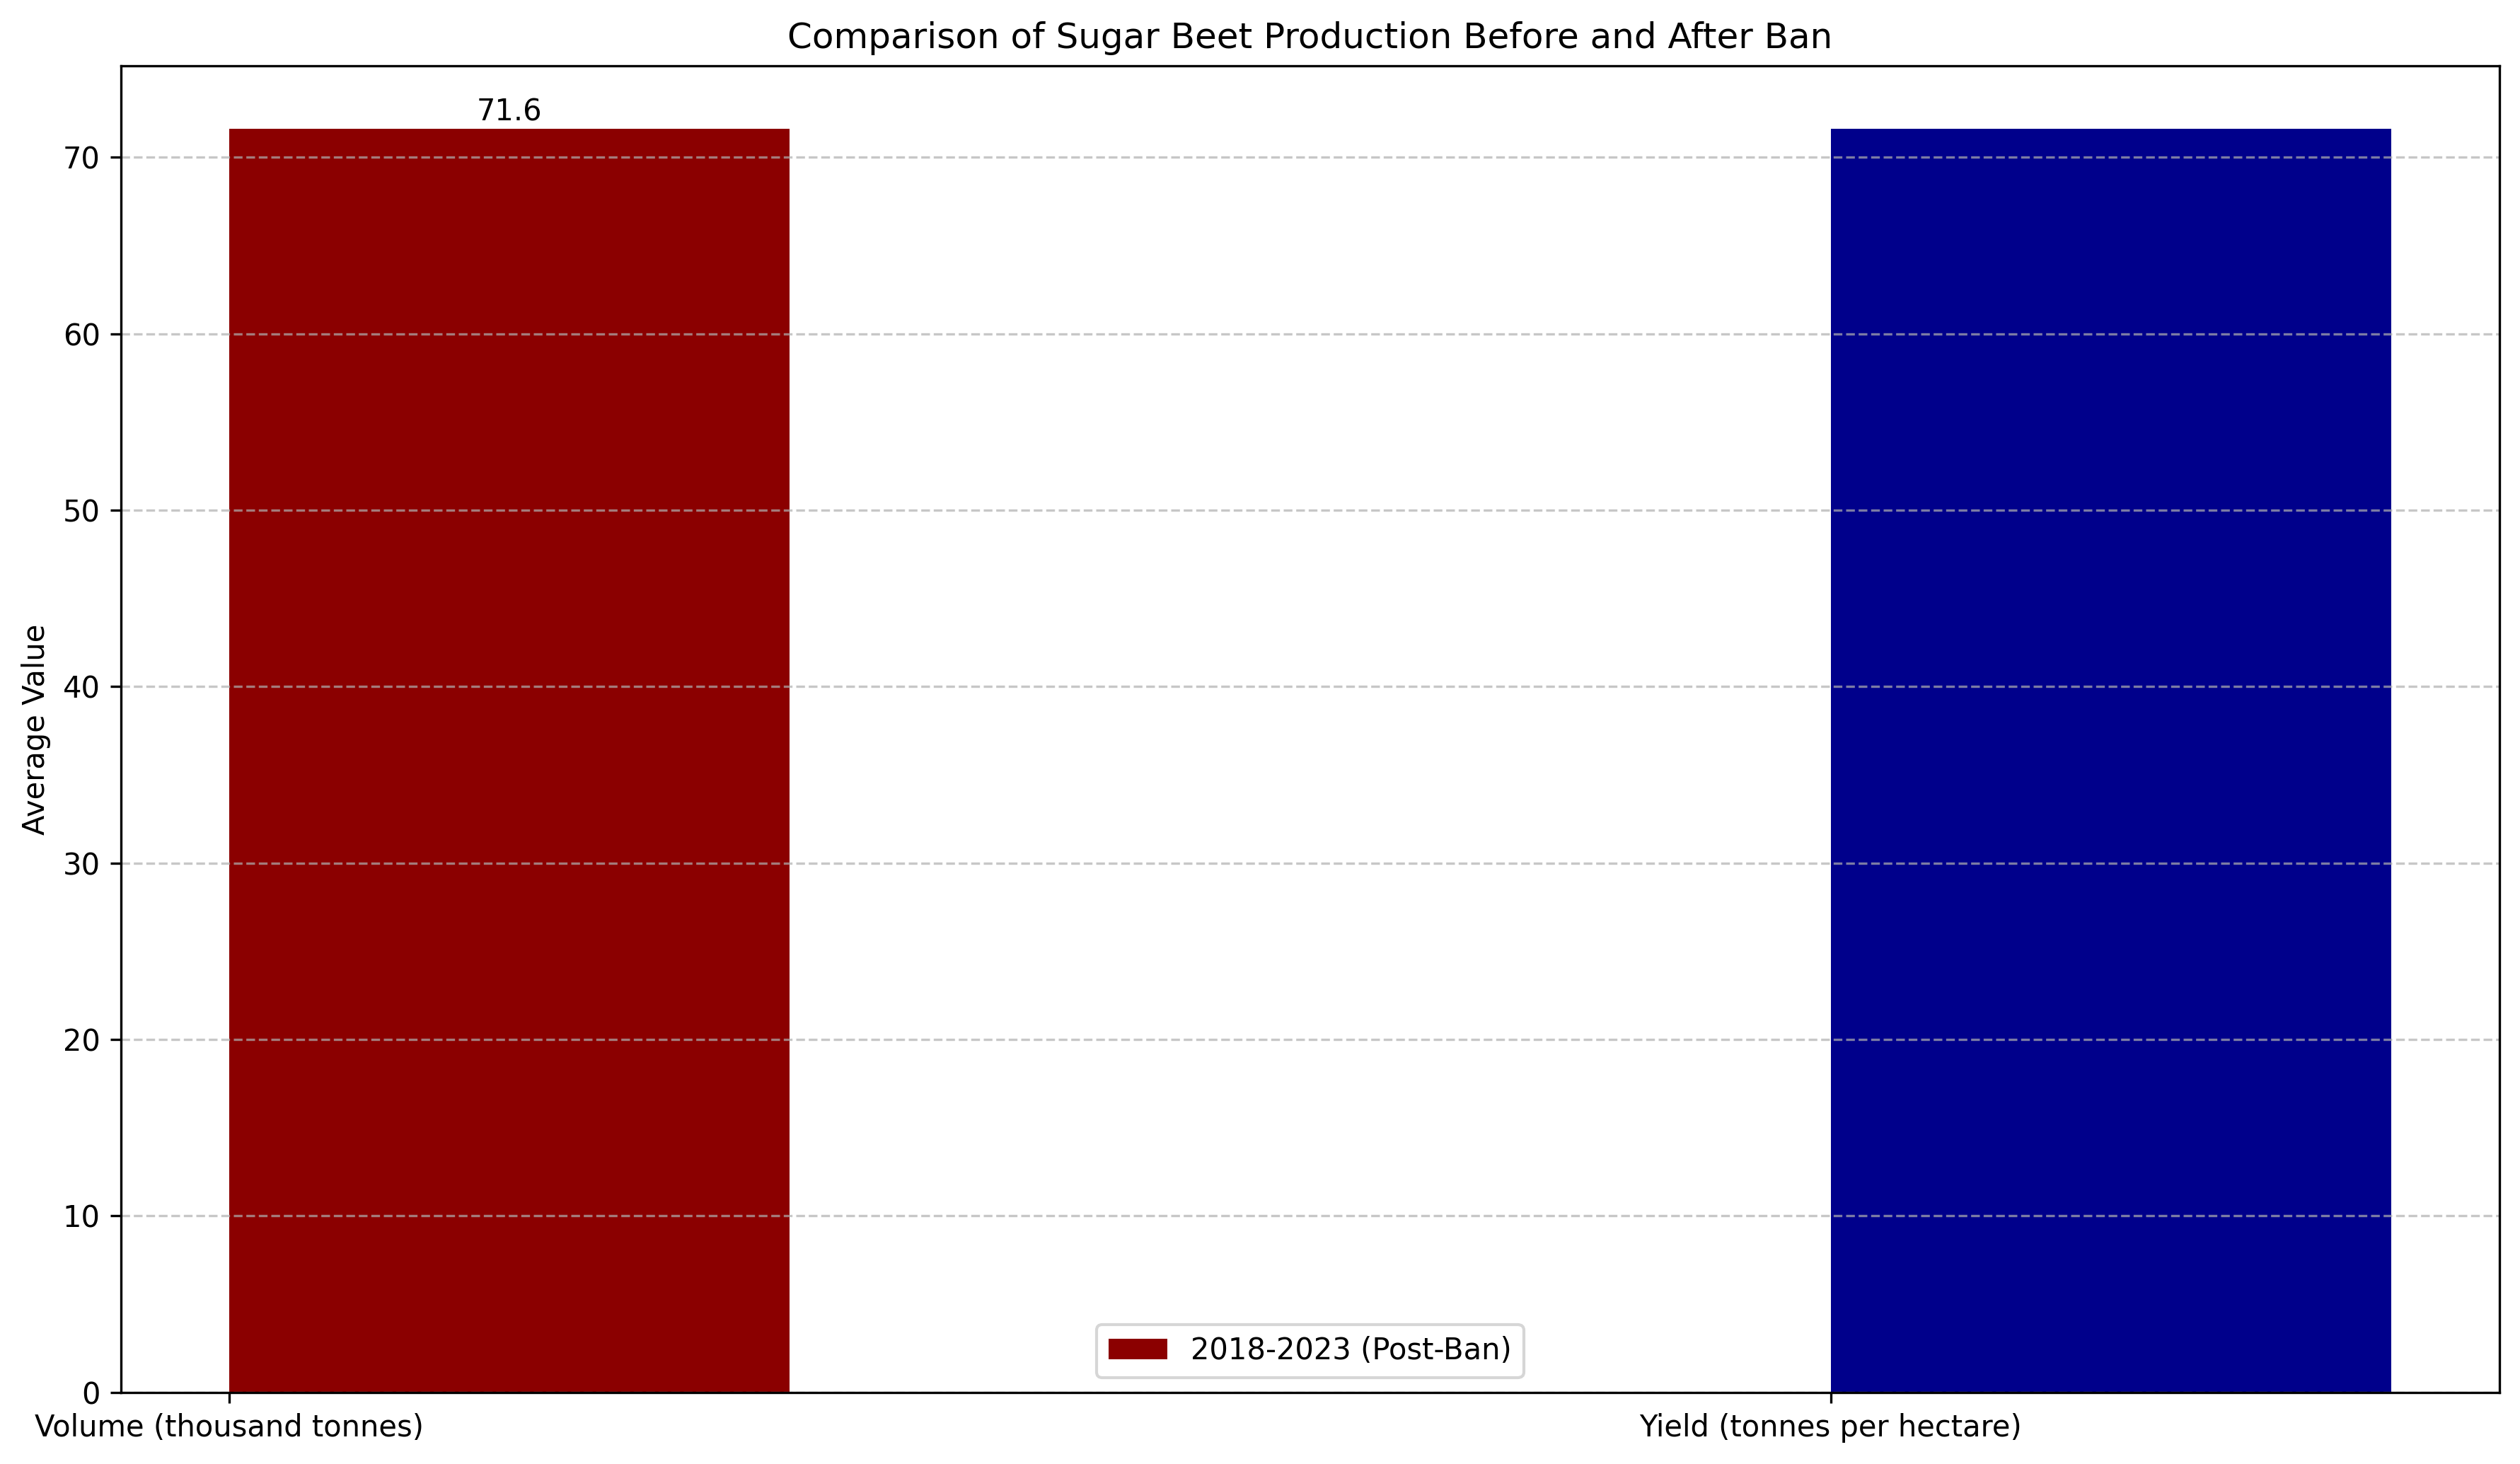 Comparison of Sugar Beet Production Before and After Ban
71.6
70
60
50
40
30
20
10
0
Average Value
2018-2023 (Post-Ban)
Volume (thousand tonnes)
Yield (tonnes per hectare)